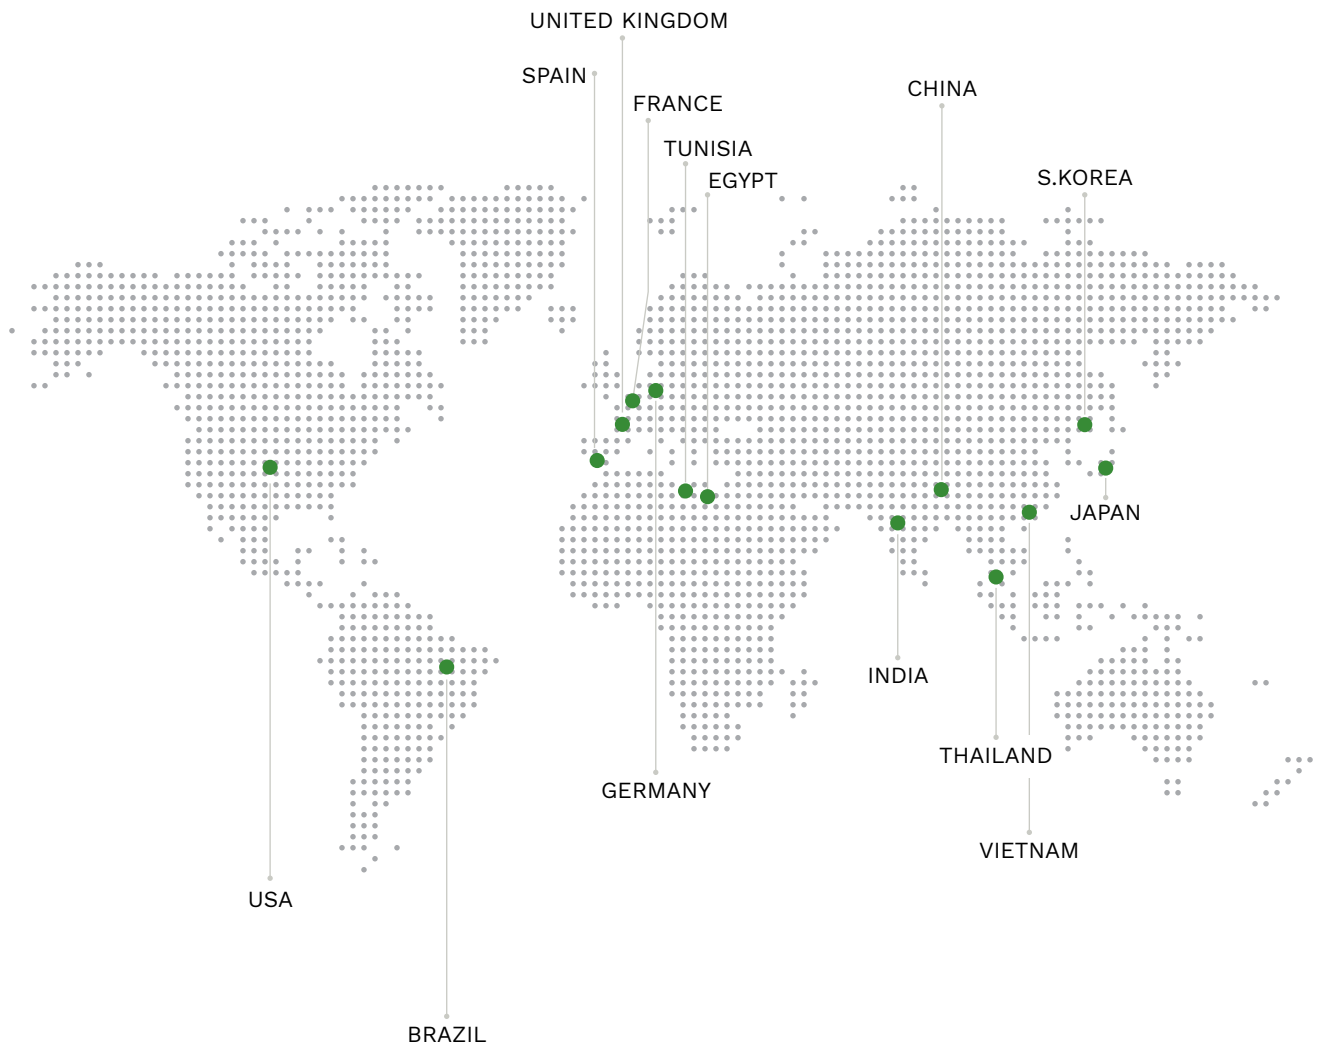 UNITED KINGDOM
SPAIN
CHINA
FRANCE
TUNISIA
EGYPT
S.KOREA
JAPAN
INDIA
THAILAND
GERMANY
VIETNAM
USA
BRAZIL